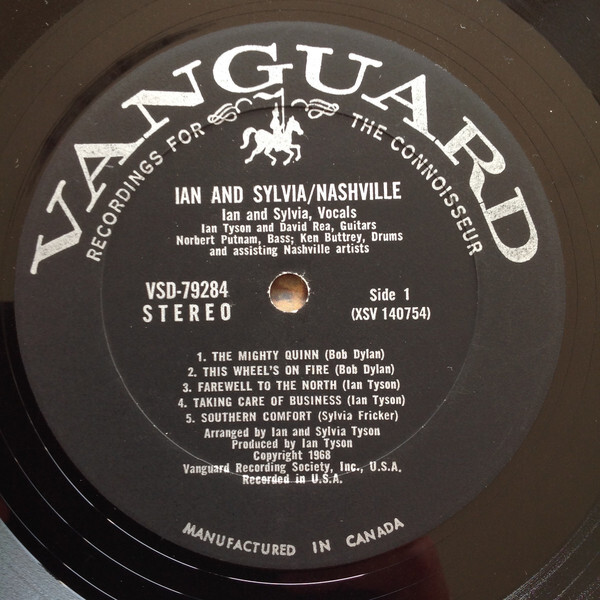 VANGUARD
RECORDINGS FOR THE CONNOISSEUR
IAN AND SYLVIA/NASHVILLE
Ian and Sylvia, Vocals
Ian Tyson and David Rea, Guitars
Norbert Putnam, Bass; Ken Buttrey, Drums
and assisting Nashville artists
VSD-79284
STEREO
Side 1
(XSV 140754)
1. THE MIGHTY QUINN (Bob Dylan)
2. THIS WHEEL'S ON FIRE (Bob Dylan)
3. FAREWELL TO THE NORTH (Ian Tyson)
4. TAKING CARE OF BUSINESS (Ian Tyson)
5. SOUTHERN COMFORT (Sylvia Fricker)
Arranged by Ian and Sylvia Tyson
Produced by Ian Tyson
Copyright 1968
Vanguard Recording Society, Inc., U.S.A.
Recorded in U.S.A.
MANUFACTURED IN CANADA